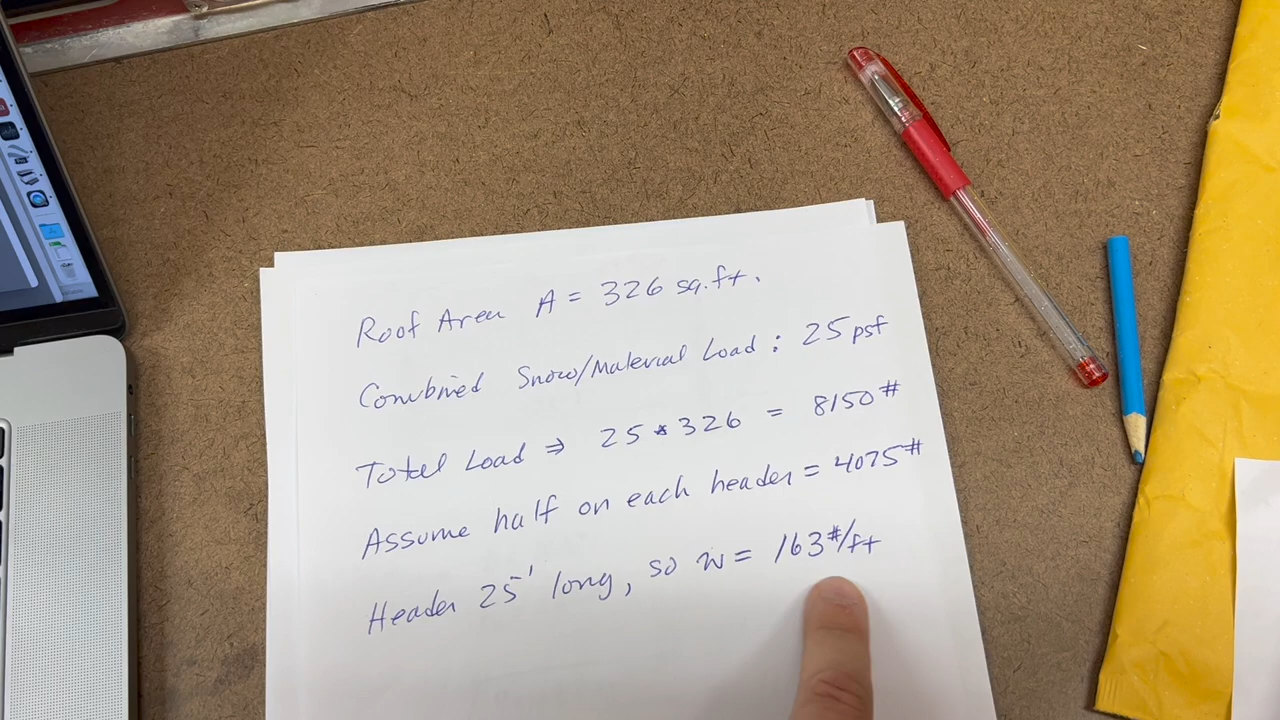 Roof Area A = 326 sq.ft.
Combined Snow/Material Load : 25 psf
Total Load ⇒ 25 * 326 = 8150 #
Assume half on each header = 4075 #
Header 25' long, so w = 163 #/ft